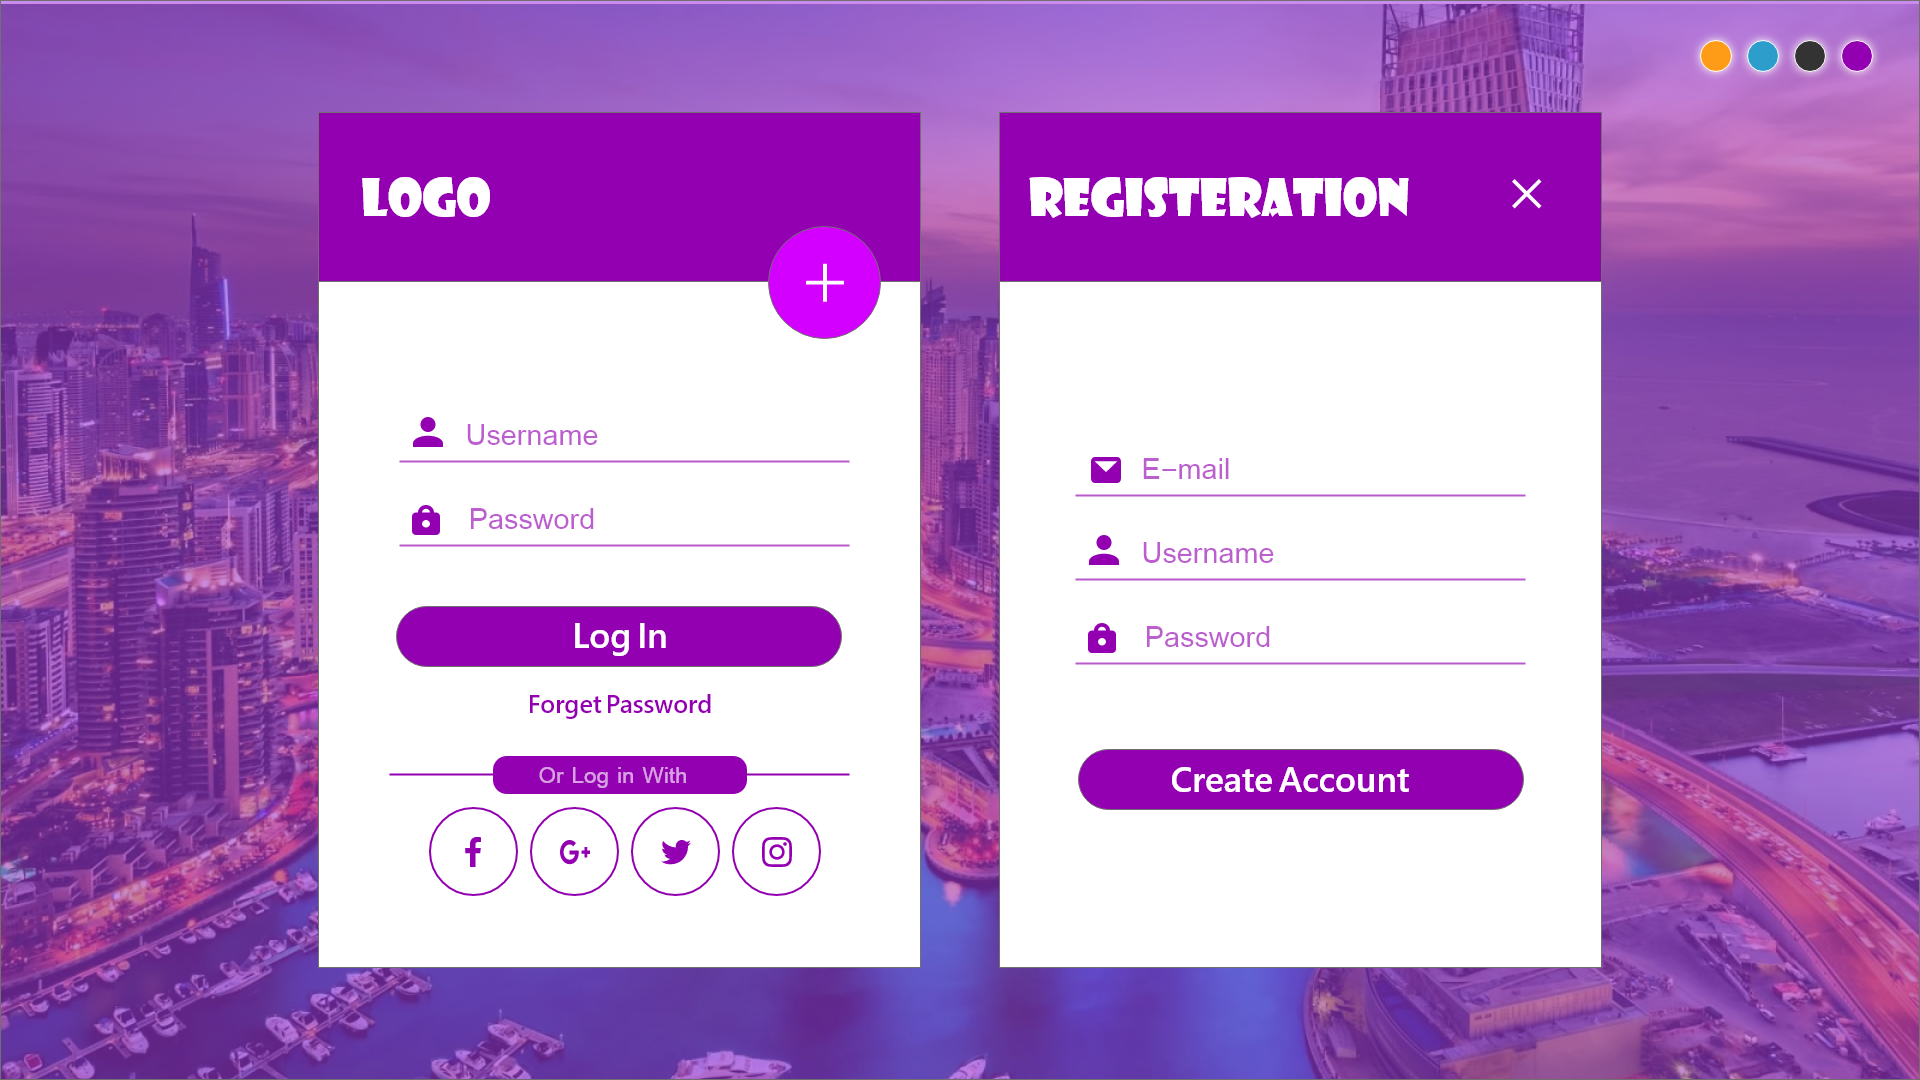 LOGO
Username
Password
Log In
Forget Password
Or Log in With
G+
REGISTERATION
E-mail
Username
Password
Create Account